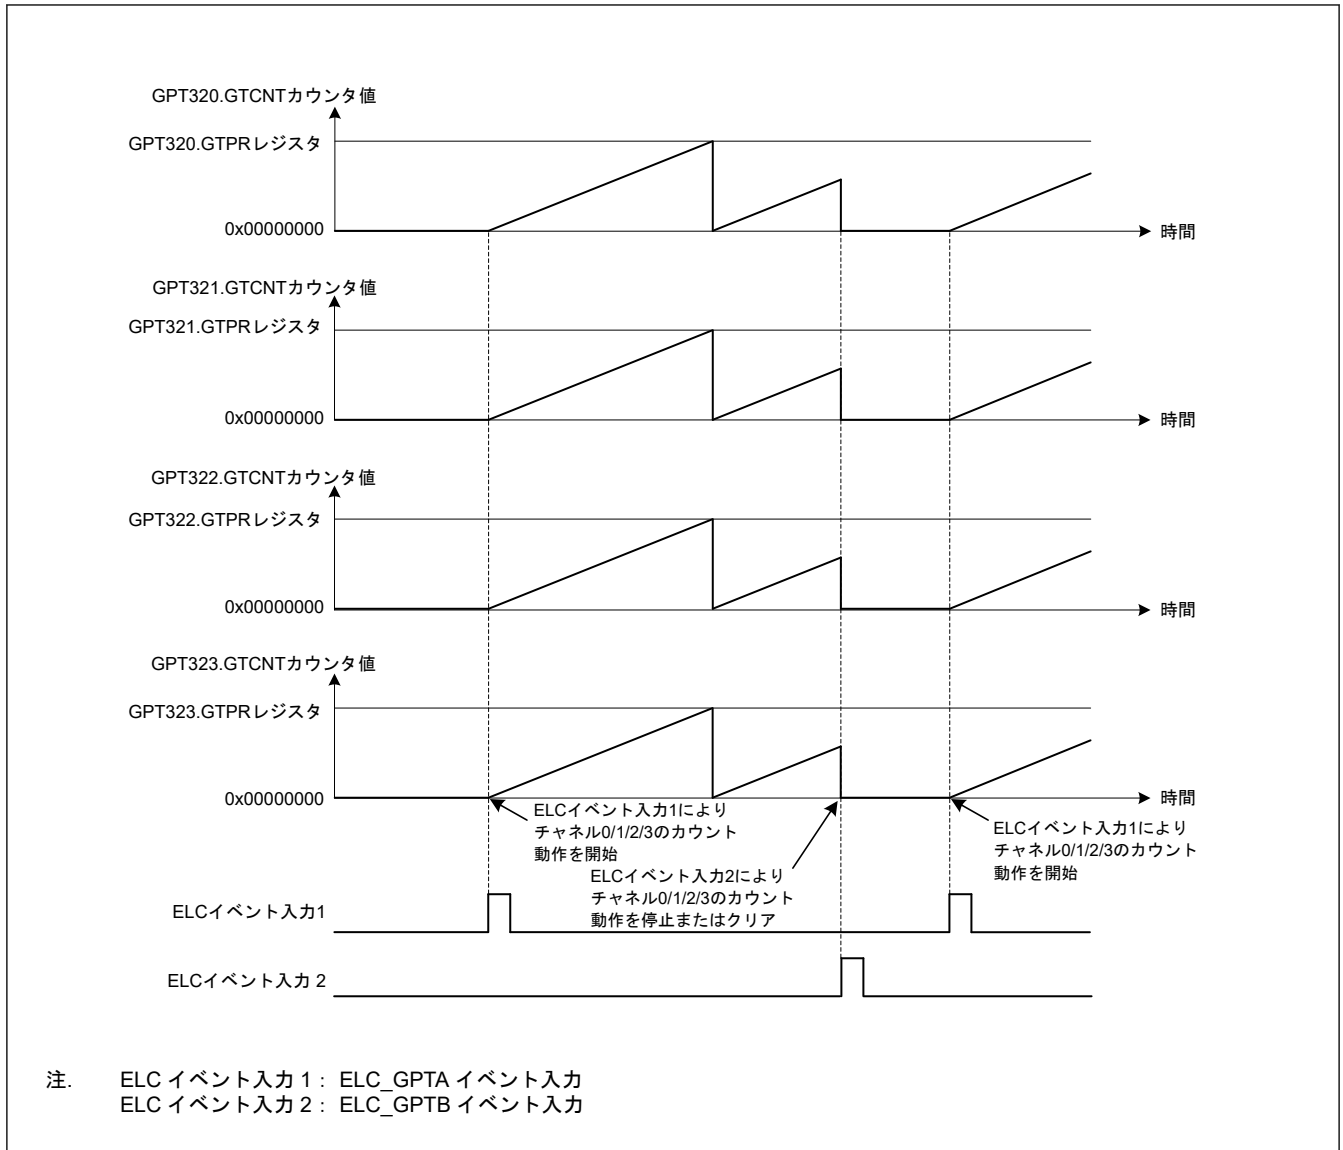 GPT320.GTCNTカウンタ値
GPT320.GTPRレジスタ
0x00000000
時間
GPT321.GTCNTカウンタ値
GPT321.GTPRレジスタ
0x00000000
時間
GPT322.GTCNTカウンタ値
GPT322.GTPRレジスタ
0x00000000
時間
GPT323.GTCNTカウンタ値
GPT323.GTPRレジスタ
0x00000000
時間
ELCイベント入力1により
チャネル0/1/2/3のカウント
動作を開始
ELCイベント入力2により
チャネル0/1/2/3のカウント
動作を停止またはクリア
ELCイベント入力1により
チャネル0/1/2/3のカウント
動作を開始
ELCイベント入力1
ELCイベント入力 2
注. ELC イベント入力 1 : ELC_GPTA イベント入力
ELC イベント入力 2 : ELC_GPTB イベント入力